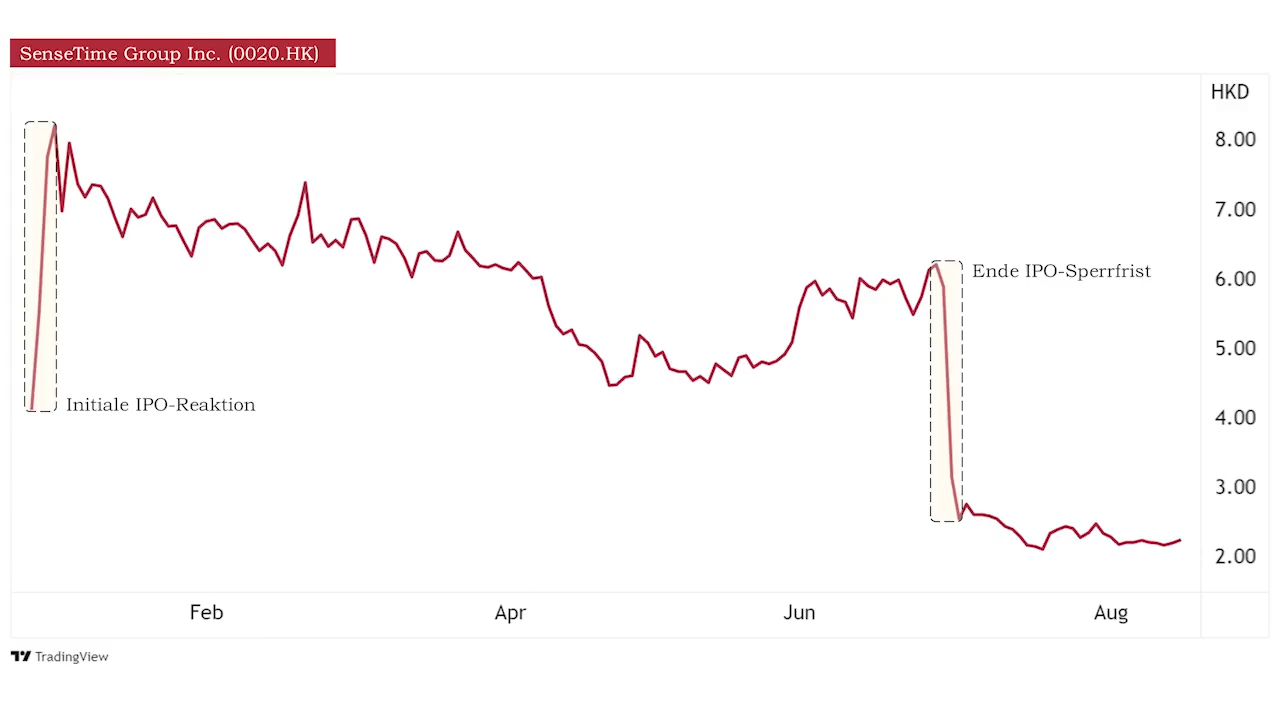 SenseTime Group Inc. (0020.HK)
HKD
8.00
7.00
6.00
Ende IPO-Sperrfrist
5.00
4.00
Initiale IPO-Reaktion
3.00
2.00
Feb Apr Jun Aug
TradingView